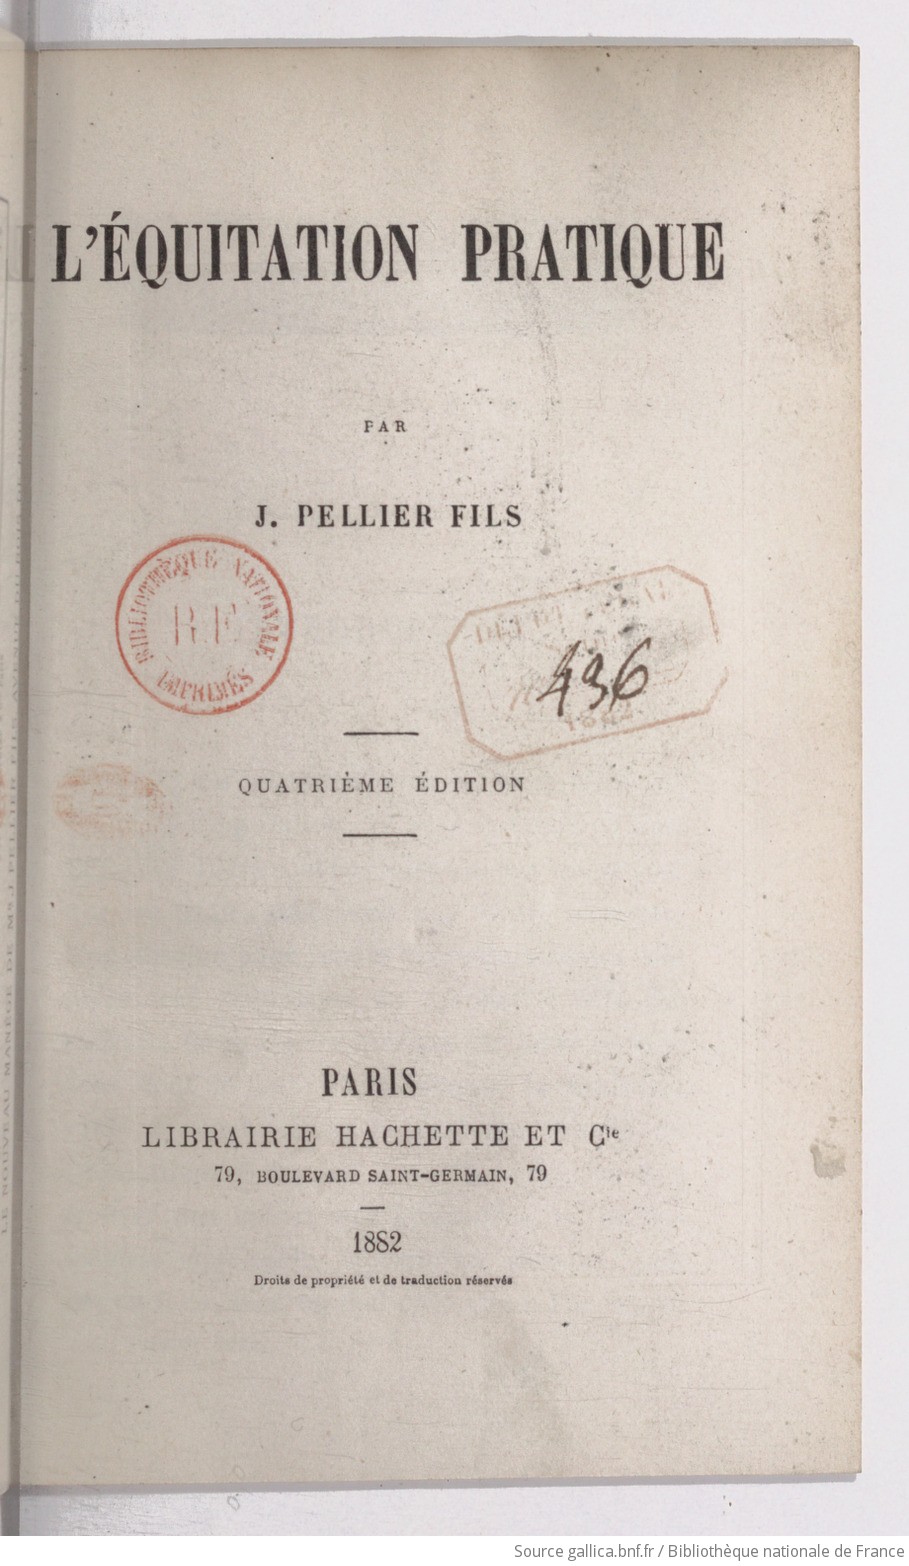 L'ÉQUITATION PRATIQUE
PAR
J. PELLIER FILS
BIBLIOTHÈQUE NATIONALE
R.F.
IMPRIMÉS
436
QUATRIÈME ÉDITION
PARIS
LIBRAIRIE HACHETTE ET Cie
79, BOULEVARD SAINT-GERMAIN, 79
1882
Droits de propriété et de traduction réservés
Source gallica.bnf.fr / Bibliothèque nationale de France